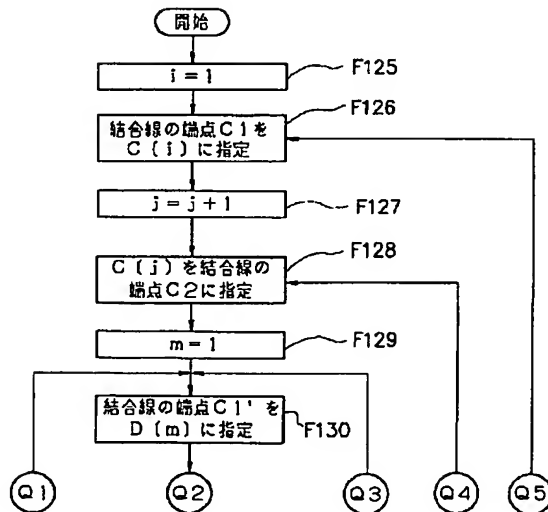 開始
i=1
F125
F126
結合線の端点C1を
C(i)に指定
j=j+1
F127
F128
C(j)を結合線の
端点C2に指定
m=1
F129
結合線の端点C1'を
D(m)に指定
F130
Q1
Q2
Q3
Q4
Q5